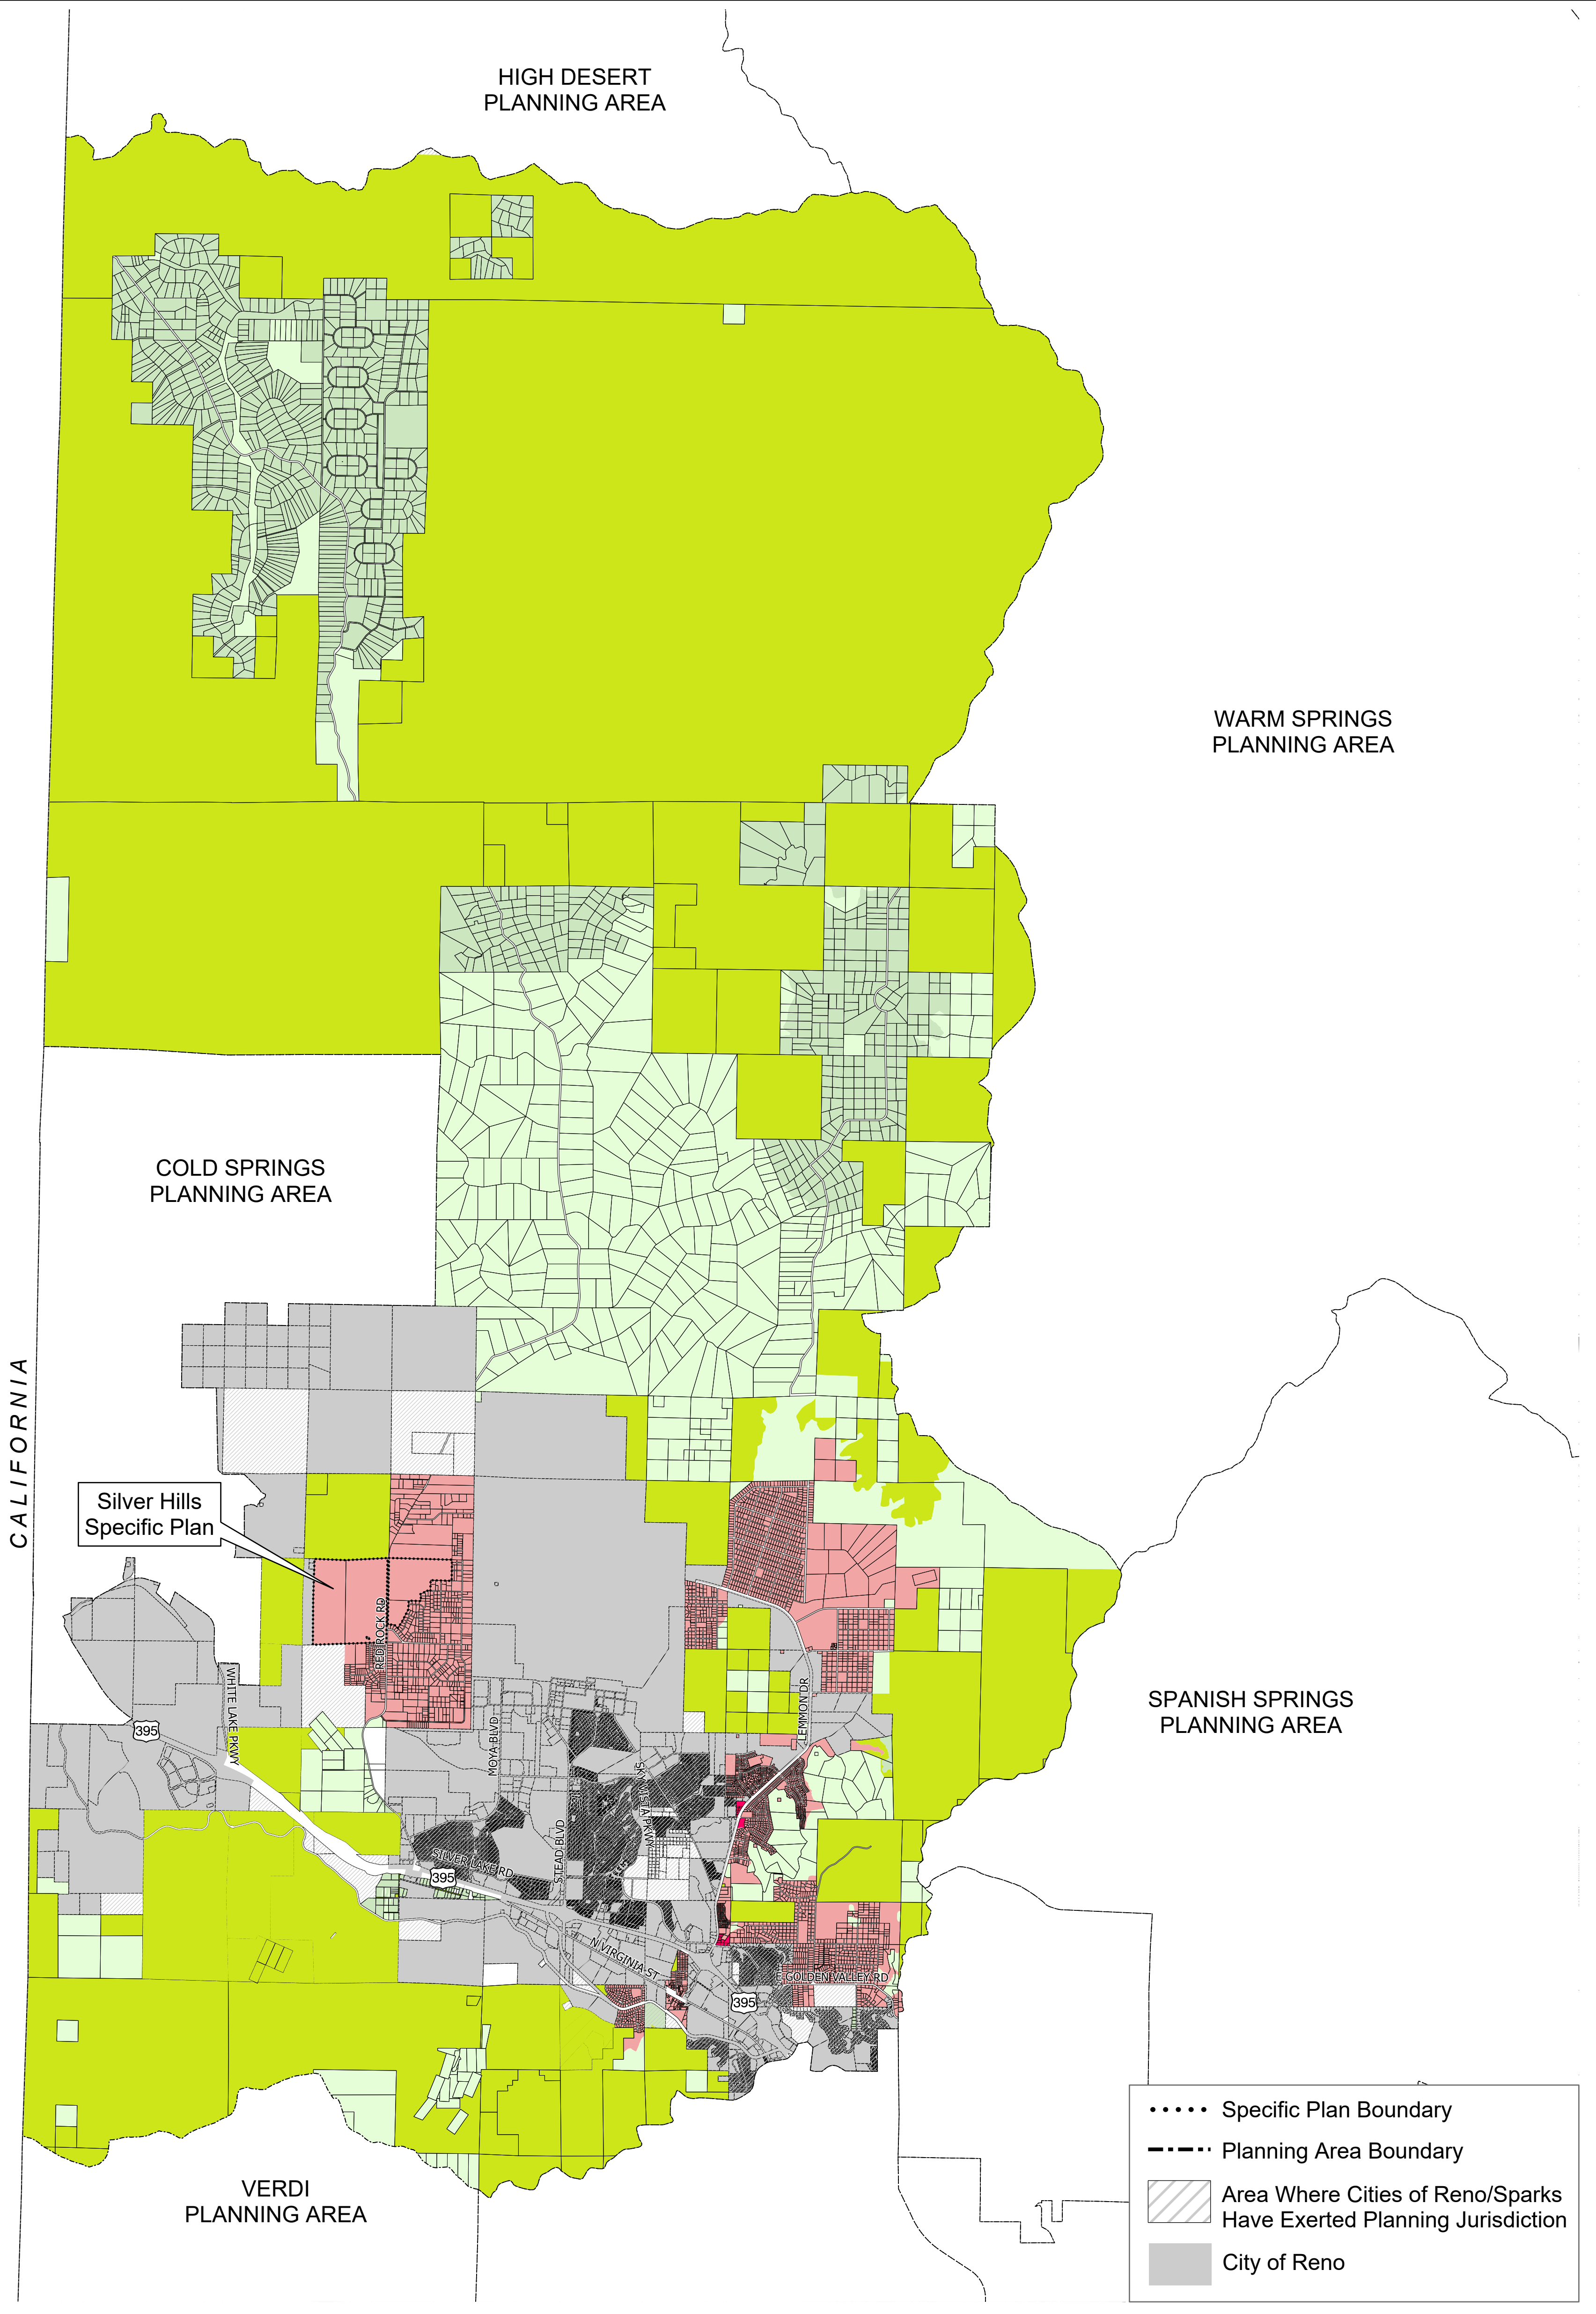 HIGH DESERT
PLANNING AREA
WARM SPRINGS
PLANNING AREA
COLD SPRINGS
PLANNING AREA
CALIFORNIA
Silver Hills
Specific Plan
RED ROCK RD
WHITE LAKE PKWY
395
MOYA BLVD
LEMMON DR
SPANISH SPRINGS
PLANNING AREA
SKY VISTA PKWY
STEAD BLVD
SILVER LAKE RD
395
N VIRGINIA ST
E GOLDEN VALLEY RD
395
VERDI
PLANNING AREA
Specific Plan Boundary
Planning Area Boundary
Area Where Cities of Reno/Sparks
Have Exerted Planning Jurisdiction
City of Reno